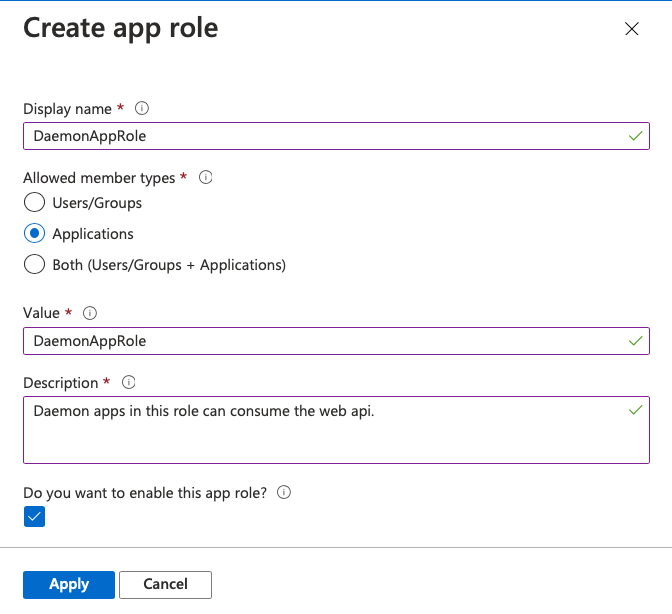 Create app role
Display name *
DaemonAppRole
Allowed member types *
Users/Groups
Applications
Both (Users/Groups + Applications)
Value *
DaemonAppRole
Description *
Daemon apps in this role can consume the web api.
Do you want to enable this app role?
Apply Cancel